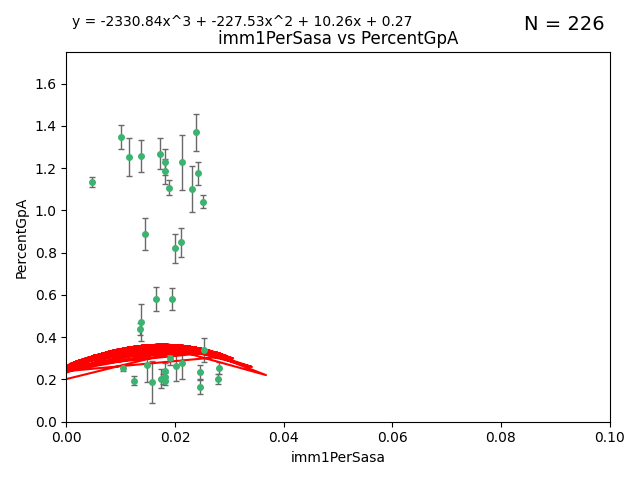 y = -2330.84x^3 + -227.53x^2 + 10.26x + 0.27
N = 226
imm1PerSasa vs PercentGpA
PercentGpA
1.6
1.4
1.2
1.0
0.8
0.6
0.4
0.2
0.0
0.00 0.02 0.04 0.06 0.08 0.10
imm1PerSasa